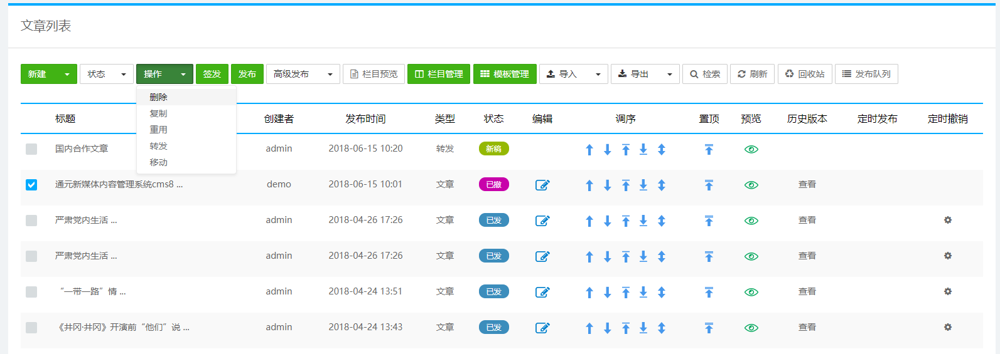 文章列表
新建 状态 操作 签发 发布 高级发布 栏目预览 栏目管理 模板管理 导入 导出 检索 刷新 回收站 发布队列
删除
复制
重用
转发
移动
标题 创建者 发布时间 类型 状态 编辑 调序 置顶 预览 历史版本 定时发布 定时撤销
国内合作文章 admin 2018-06-15 10:20 转发 新稿
通元新媒体内容管理系统cms8 ... demo 2018-06-15 10:01 文章 已撤 查看
严肃党内生活 ... admin 2018-04-26 17:26 文章 已发 查看
严肃党内生活 ... admin 2018-04-26 17:26 文章 已发 查看
“一带一路”情 ... admin 2018-04-24 13:51 文章 已发 查看
《井冈·井冈》开演前“他们”说 ... admin 2018-04-24 13:43 文章 已发 查看